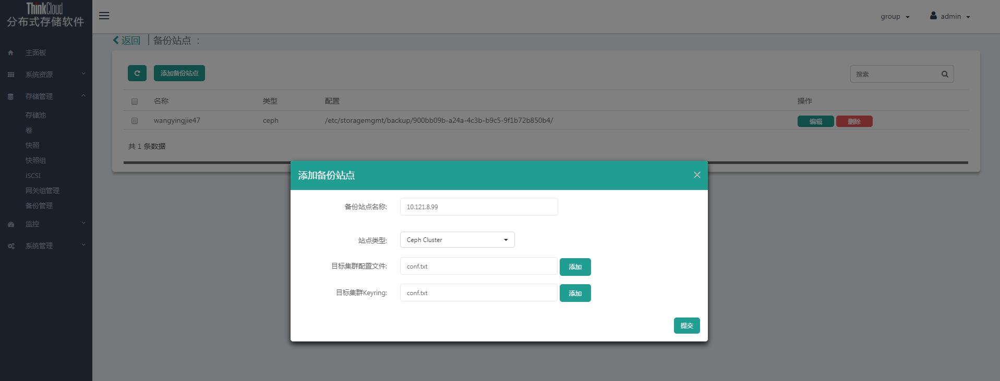 ThinkCloud
分布式存储软件
group
admin
主面板
系统资源
存储管理
存储池
卷
快照
快照组
iSCSI
网关组管理
备份管理
监控
系统管理
返回
备份站点 ：
添加备份站点
搜索
名称 类型 配置 操作
wangyingjie47 ceph /etc/storagemgmt/backup/900bb09b-a24a-4c3b-b9c5-9f1b72b850b4/ 编辑 删除
共 1 条数据
添加备份站点
备份站点名称: 10.121.8.99
站点类型: Ceph Cluster
目标集群配置文件: conf.txt 添加
目标集群Keyring: conf.txt 添加
提交